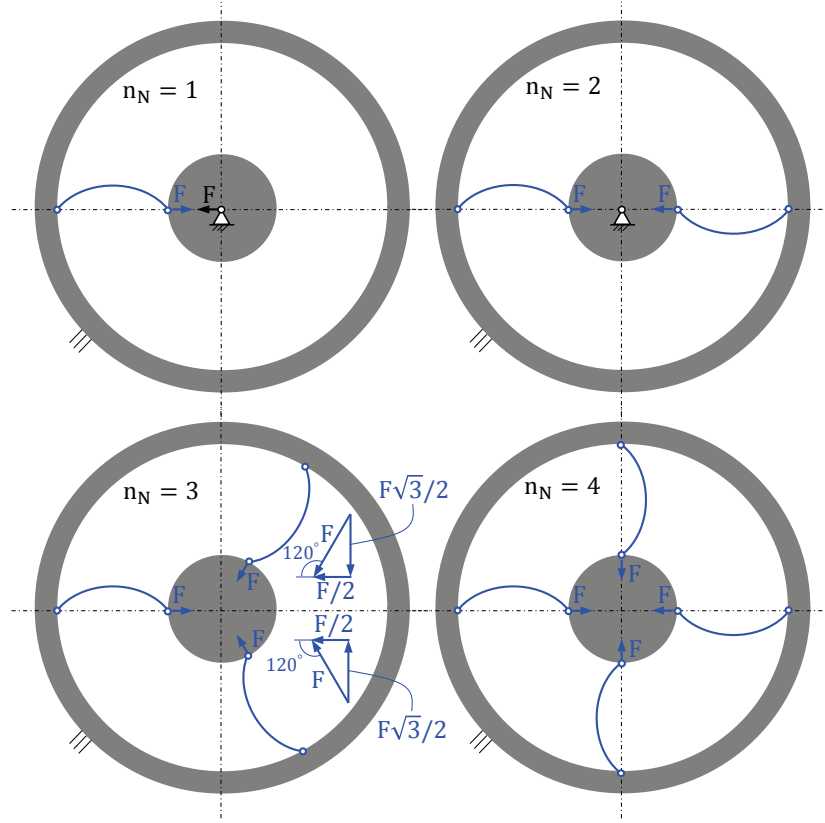 n_N = 1
F
F
n_N = 2
F
F
n_N = 3
F
F
F
F√3/2
120°
F
F/2
F/2
120°
F
F√3/2
n_N = 4
F
F
F
F